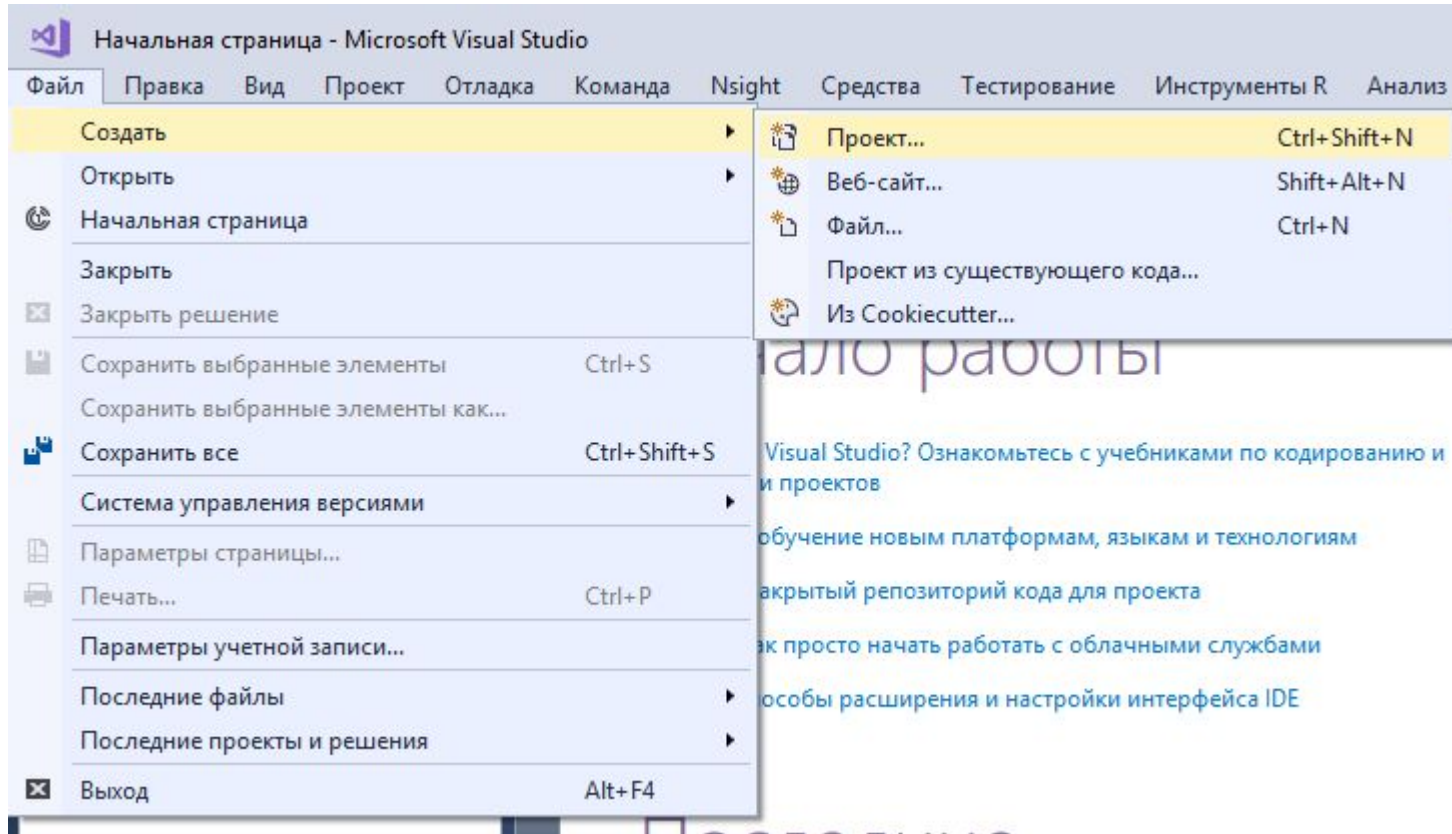 Начальная страница - Microsoft Visual Studio
Файл Правка Вид Проект Отладка Команда Nsight Средства Тестирование Инструменты R Анализ
Создать
Открыть
Начальная страница
Закрыть
Закрыть решение
Сохранить выбранные элементы Ctrl+S
Сохранить выбранные элементы как...
Сохранить все Ctrl+Shift+S
Система управления версиями
Параметры страницы...
Печать... Ctrl+P
Параметры учетной записи...
Последние файлы
Последние проекты и решения
Выход Alt+F4
Проект... Ctrl+Shift+N
Веб-сайт... Shift+Alt+N
Файл... Ctrl+N
Проект из существующего кода...
Из Cookiecutter...
чало работы
Visual Studio? Ознакомьтесь с учебниками по кодированию и
и проектов
обучение новым платформам, языкам и технологиям
акрытый репозиторий кода для проекта
ак просто начать работать с облачными службами
пособы расширения и настройки интерфейса IDE